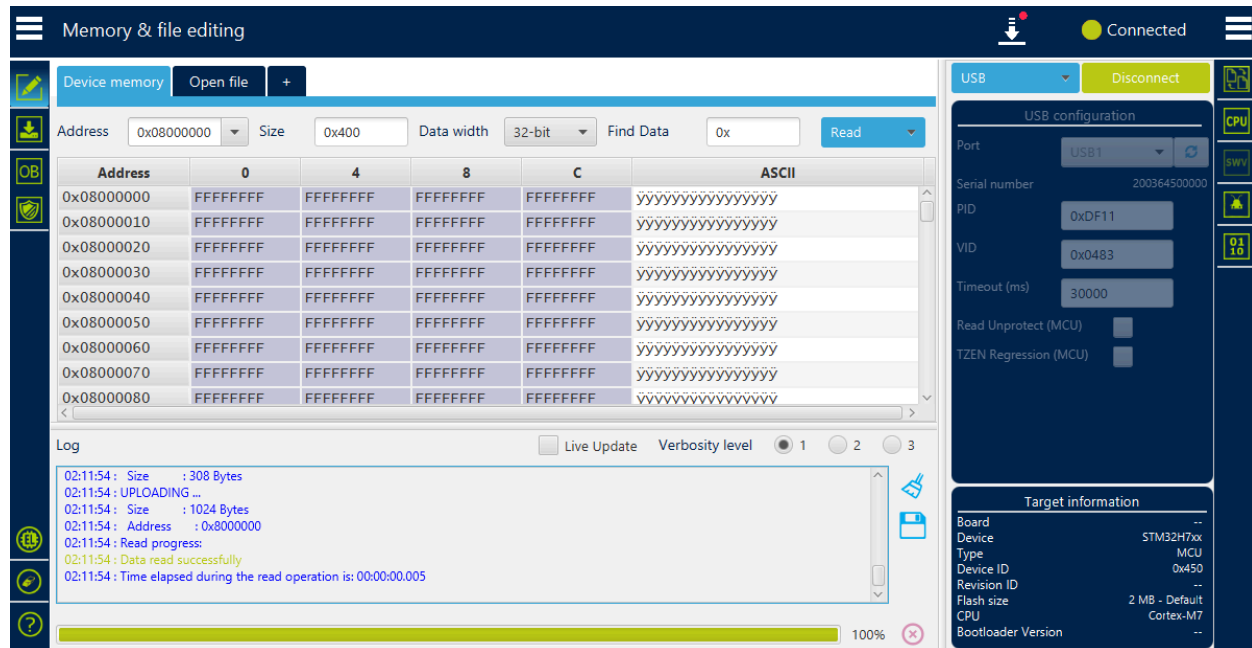 Memory & file editing
Connected
Device memory Open file +
Address 0x08000000 Size 0x400 Data width 32-bit Find Data 0x Read
Address 0 4 8 C ASCII
0x08000000 FFFFFFFF FFFFFFFF FFFFFFFF FFFFFFFF ÿÿÿÿÿÿÿÿÿÿÿÿÿÿÿÿ
0x08000010 FFFFFFFF FFFFFFFF FFFFFFFF FFFFFFFF ÿÿÿÿÿÿÿÿÿÿÿÿÿÿÿÿ
0x08000020 FFFFFFFF FFFFFFFF FFFFFFFF FFFFFFFF ÿÿÿÿÿÿÿÿÿÿÿÿÿÿÿÿ
0x08000030 FFFFFFFF FFFFFFFF FFFFFFFF FFFFFFFF ÿÿÿÿÿÿÿÿÿÿÿÿÿÿÿÿ
0x08000040 FFFFFFFF FFFFFFFF FFFFFFFF FFFFFFFF ÿÿÿÿÿÿÿÿÿÿÿÿÿÿÿÿ
0x08000050 FFFFFFFF FFFFFFFF FFFFFFFF FFFFFFFF ÿÿÿÿÿÿÿÿÿÿÿÿÿÿÿÿ
0x08000060 FFFFFFFF FFFFFFFF FFFFFFFF FFFFFFFF ÿÿÿÿÿÿÿÿÿÿÿÿÿÿÿÿ
0x08000070 FFFFFFFF FFFFFFFF FFFFFFFF FFFFFFFF ÿÿÿÿÿÿÿÿÿÿÿÿÿÿÿÿ
0x08000080 FFFFFFFF FFFFFFFF FFFFFFFF FFFFFFFF ÿÿÿÿÿÿÿÿÿÿÿÿÿÿÿÿ
Log Live Update Verbosity level 1 2 3
02:11:54 : Size : 308 Bytes
02:11:54 : UPLOADING ...
02:11:54 : Size : 1024 Bytes
02:11:54 : Address : 0x8000000
02:11:54 : Read progress:
02:11:54 : Data read successfully
02:11:54 : Time elapsed during the read operation is: 00:00:00.005
100%
OB
EL
?
USB Disconnect
USB configuration
Port USB1
Serial number 200364500000
PID 0xDF11
VID 0x0483
Timeout (ms) 30000
Read Unprotect (MCU)
TZEN Regression (MCU)
Target information
Board --
Device STM32H7xx
Type MCU
Device ID 0x450
Revision ID --
Flash size 2 MB - Default
CPU Cortex-M7
Bootloader Version --
CPU
SWV
01
10